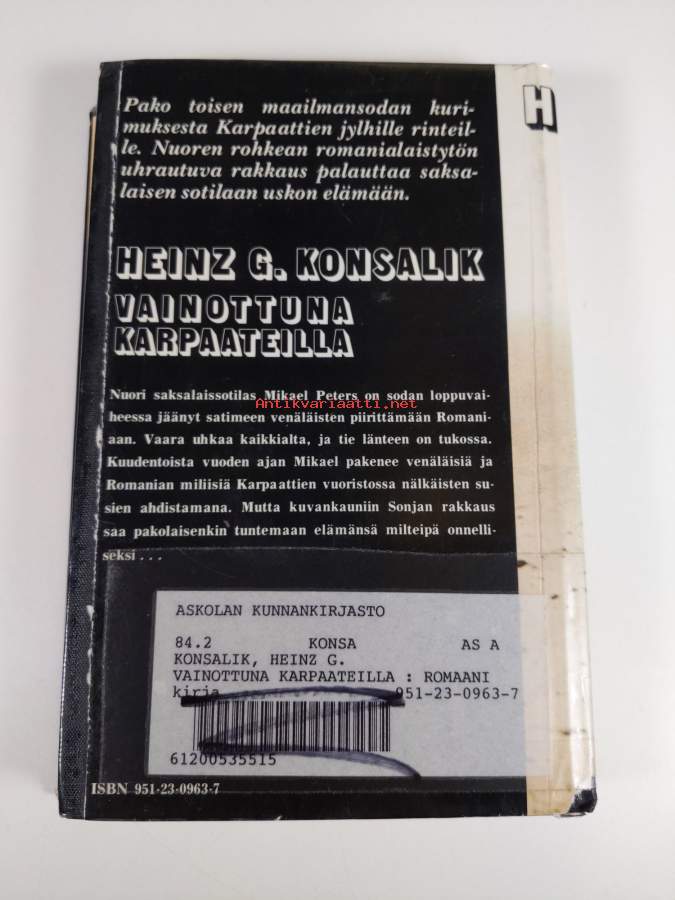 Pako toisen maailmansodan kuri-
muksesta Karpaattien jylhille rinteil-
le. Nuoren rohkean romanialaistytön
uhrautuva rakkaus palauttaa saksa-
laisen sotilaan uskon elämään.
H
HEINZ G. KONSALIK
VAINOTTUNA
KARPAATEILLA
Nuori saksalaissotilas Mikael Peters on sodan loppuvai-
Antikvariaatti.net
heessa jäänyt satimeen venäläisten piirittämään Romani-
aan. Vaara uhkaa kaikkialta, ja tie länteen on tukossa.
Kuudentoista vuoden ajan Mikael pakenee venäläisiä ja
Romanian miliisiä Karpaattien vuoristossa nälkäisten su-
sien ahdistamana. Mutta kuvankauniin Sonjan rakkaus
saa pakolaisenkin tuntemaan elämänsä milteipä onnelli-
seksi . . .
ASKOLAN KUNNANKIRJASTO
84.2 KONSA AS A
KONSALIK, HEINZ G.
VAINOTTUNA KARPAATEILLA : ROMAANI
kirja 951-23-0963-7
61200535515
ISBN 951-23-0963-7